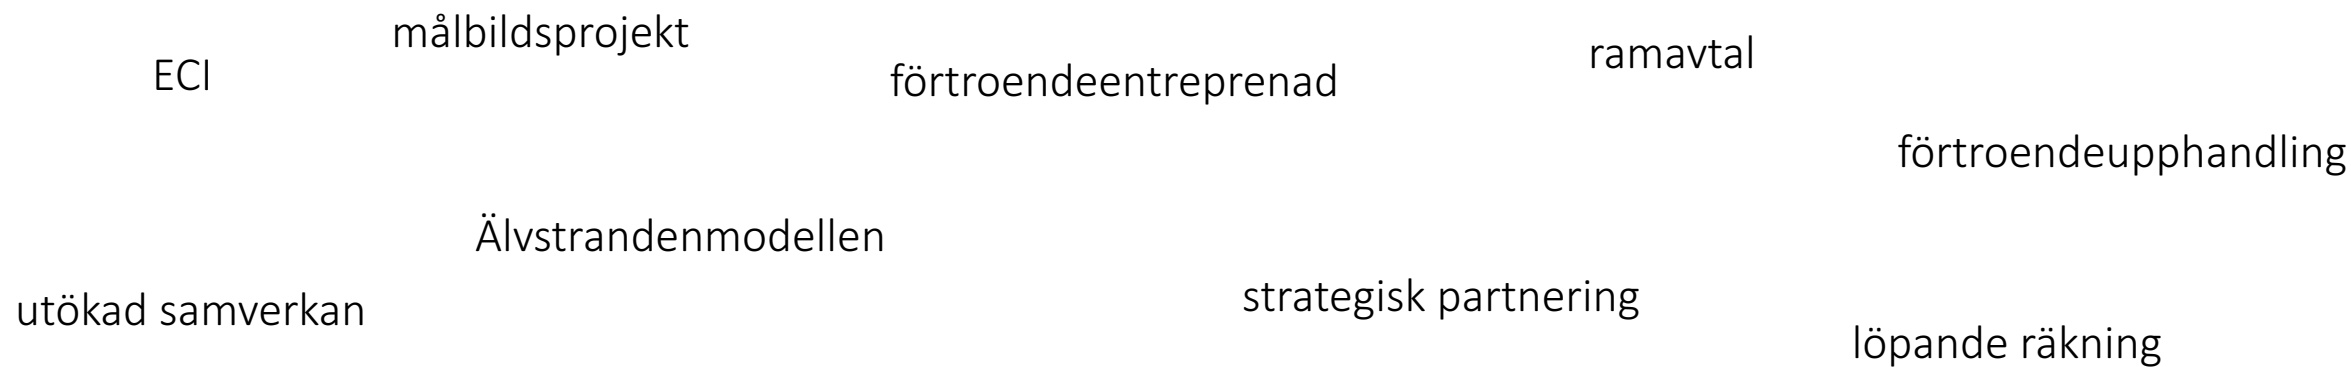 målbildsprojekt
ECI
förtroendeentreprenad
ramavtal
förtroendeupphandling
Älvstrandenmodellen
utökad samverkan
strategisk partnering
löpande räkning